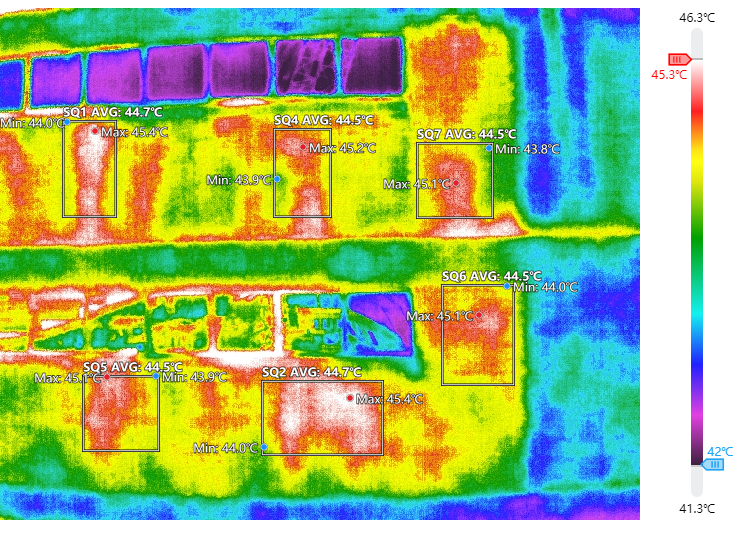 46.3℃
45.3℃
SQ1 AVG: 44.7℃
Min: 44.0℃
Max: 45.4℃
SQ4 AVG: 44.5℃
Max: 45.2℃
Min: 43.9℃
SQ7 AVG: 44.5℃
Min: 43.8℃
Max: 45.1℃
SQ6 AVG: 44.5℃
Min: 44.0℃
Max: 45.1℃
SQ5 AVG: 44.5℃
Max: 45.1℃
Min: 43.9℃
SQ2 AVG: 44.7℃
Max: 45.4℃
Min: 44.0℃
42℃
41.3℃